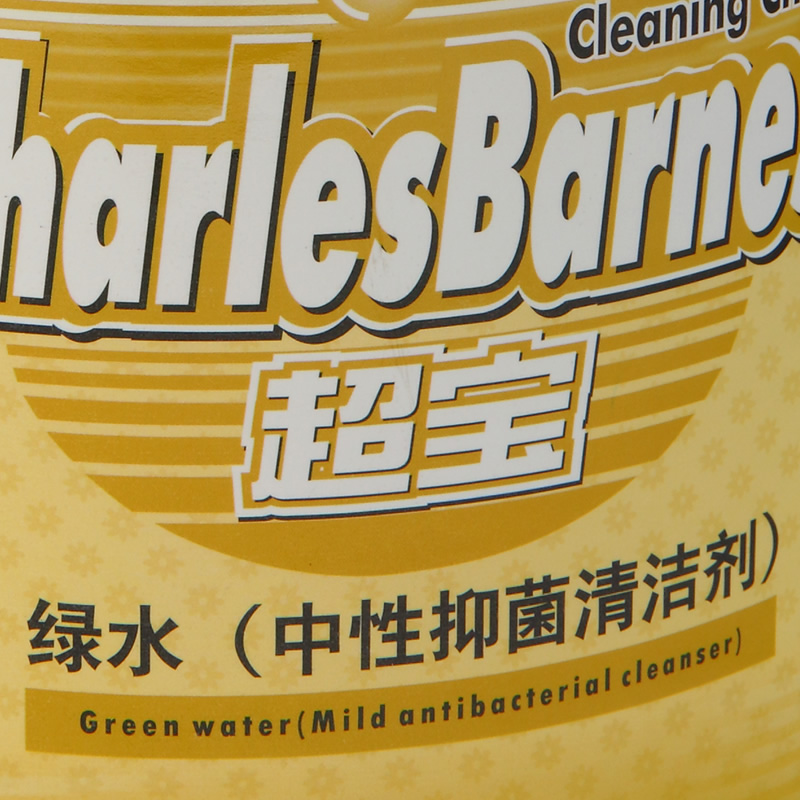 Cleaning
harlesBarne
超宝
绿水（中性抑菌清洁剂）
Green water(Mild antibacterial cleanser)